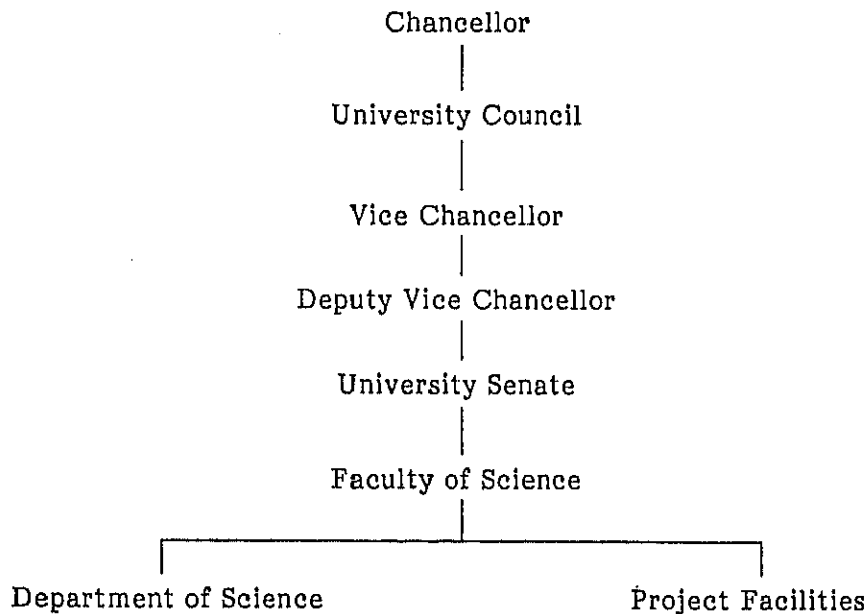 Chancellor
University Council
Vice Chancellor
Deputy Vice Chancellor
University Senate
Faculty of Science
Department of Science
Project Facilities